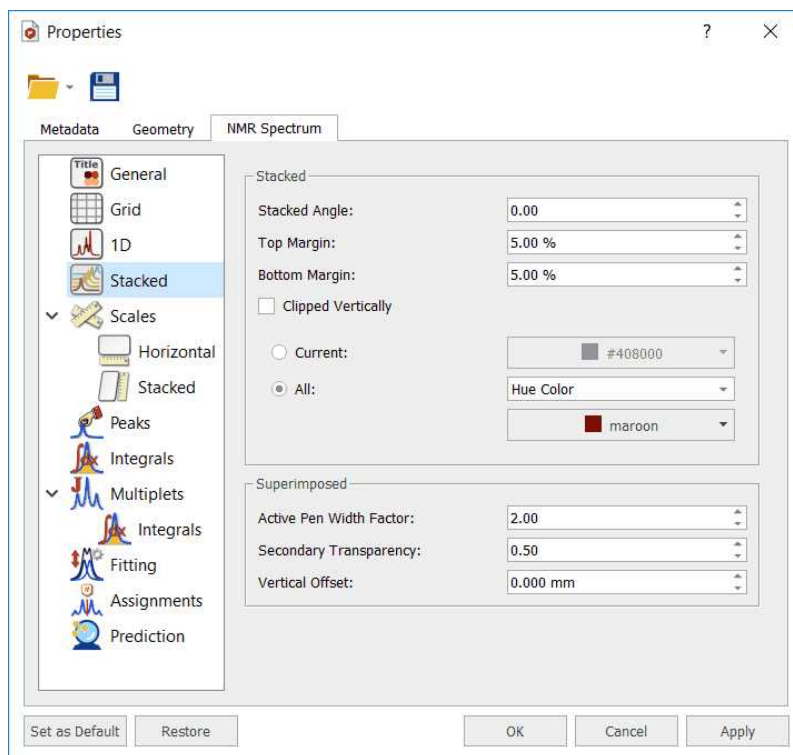 Properties
?
Metadata Geometry NMR Spectrum
Title
General
Grid
1D
Stacked
Scales
Horizontal
Stacked
Peaks
Integrals
Multiplets
Integrals
Fitting
Assignments
Prediction
Stacked
Stacked Angle: 0.00
Top Margin: 5.00 %
Bottom Margin: 5.00 %
Clipped Vertically
Current: #408000
All: Hue Color
maroon
Superimposed
Active Pen Width Factor: 2.00
Secondary Transparency: 0.50
Vertical Offset: 0.000 mm
Set as Default Restore OK Cancel Apply